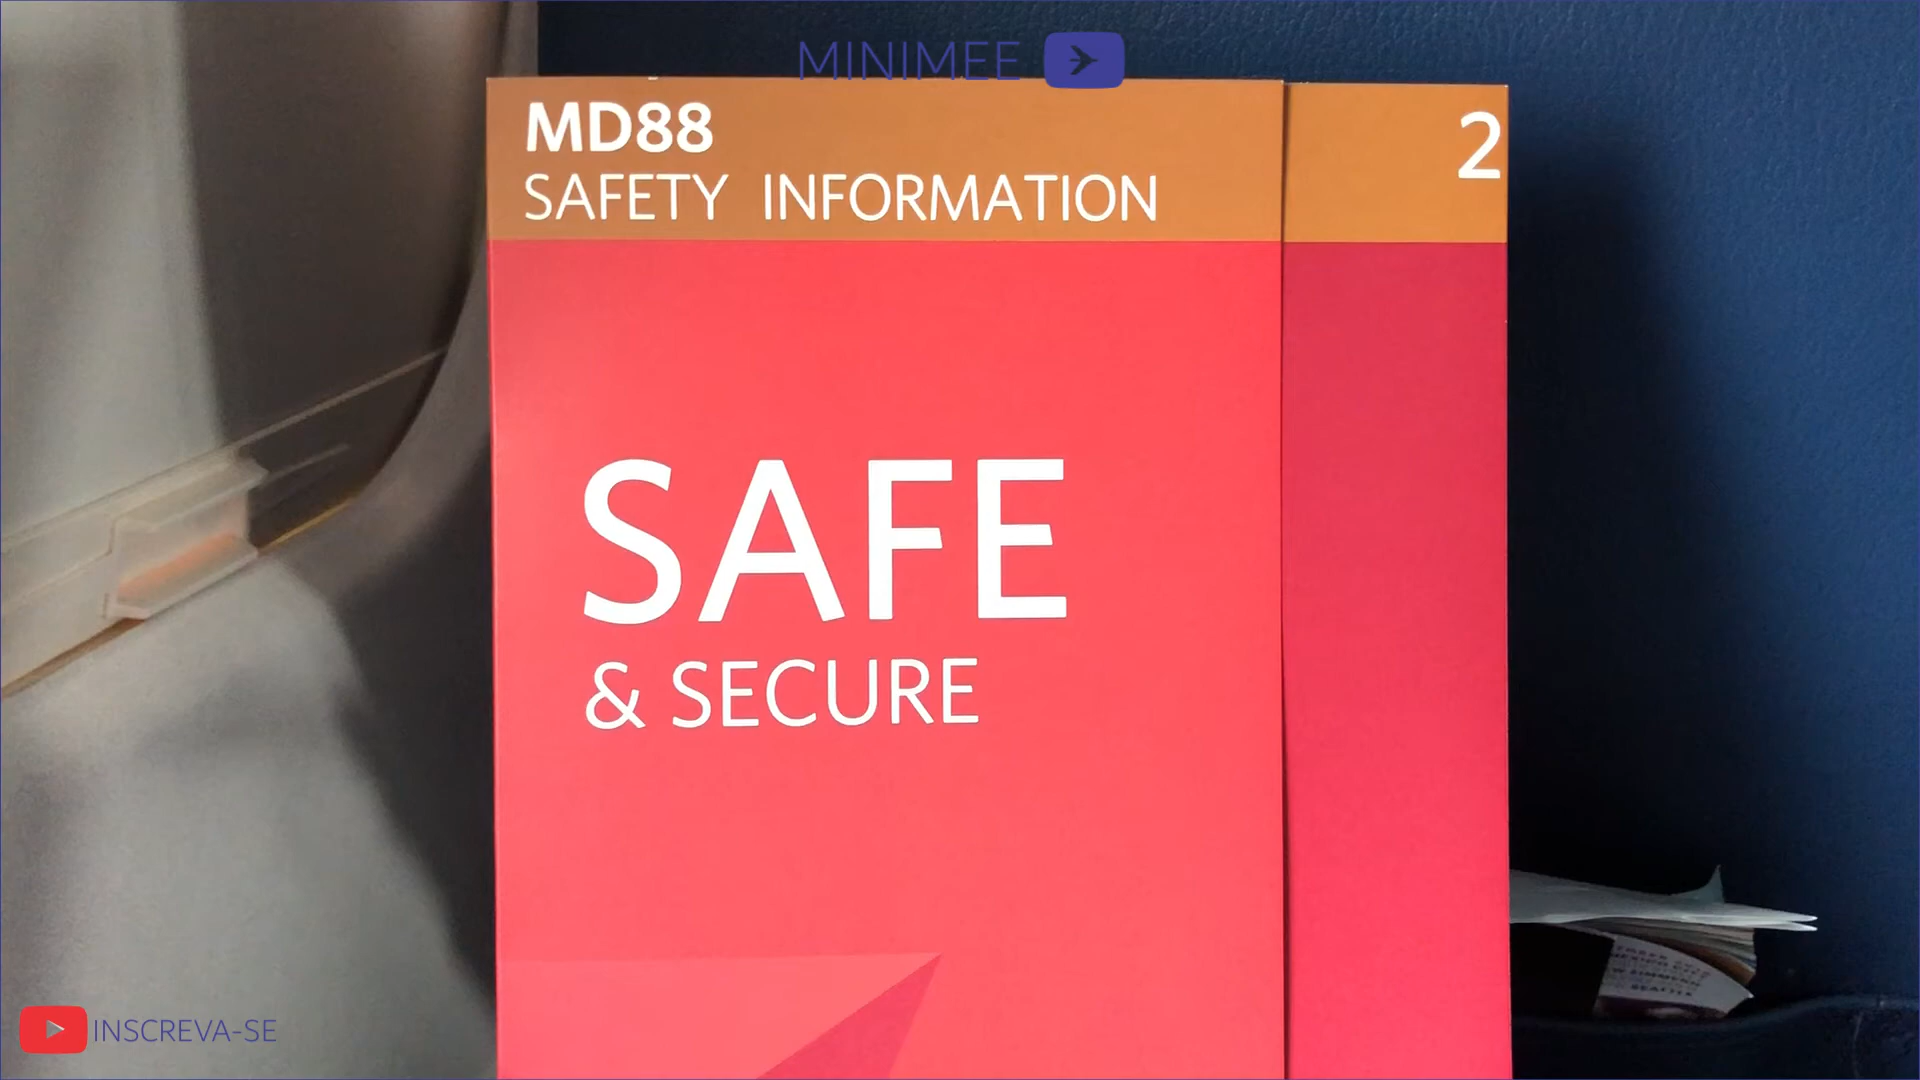 MINIMEE
MD88
SAFETY INFORMATION
2
SAFE
& SECURE
INSCREVA-SE